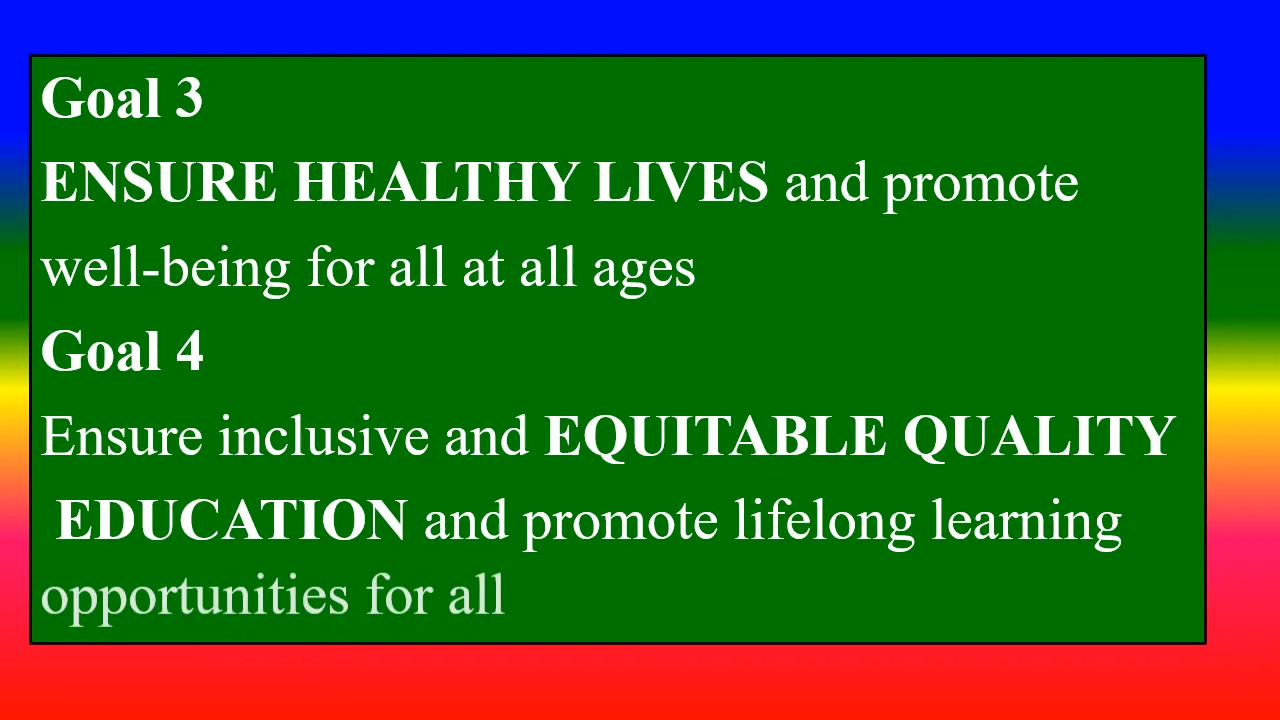 Goal 3
ENSURE HEALTHY LIVES and promote
well-being for all at all ages
Goal 4
Ensure inclusive and EQUITABLE QUALITY
EDUCATION and promote lifelong learning
opportunities for all